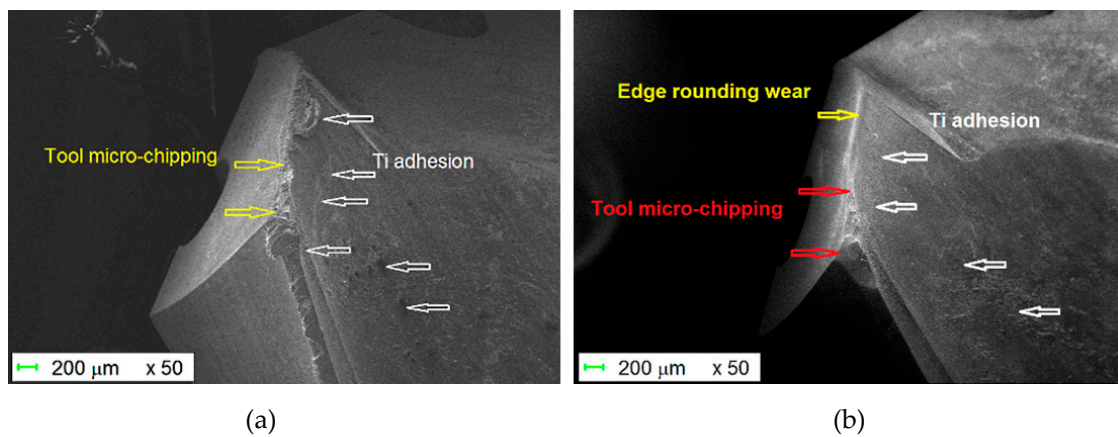 Tool micro-chipping
Ti adhesion
200 μm x 50
Edge rounding wear
Ti adhesion
Tool micro-chipping
200 μm x 50
(a)
(b)